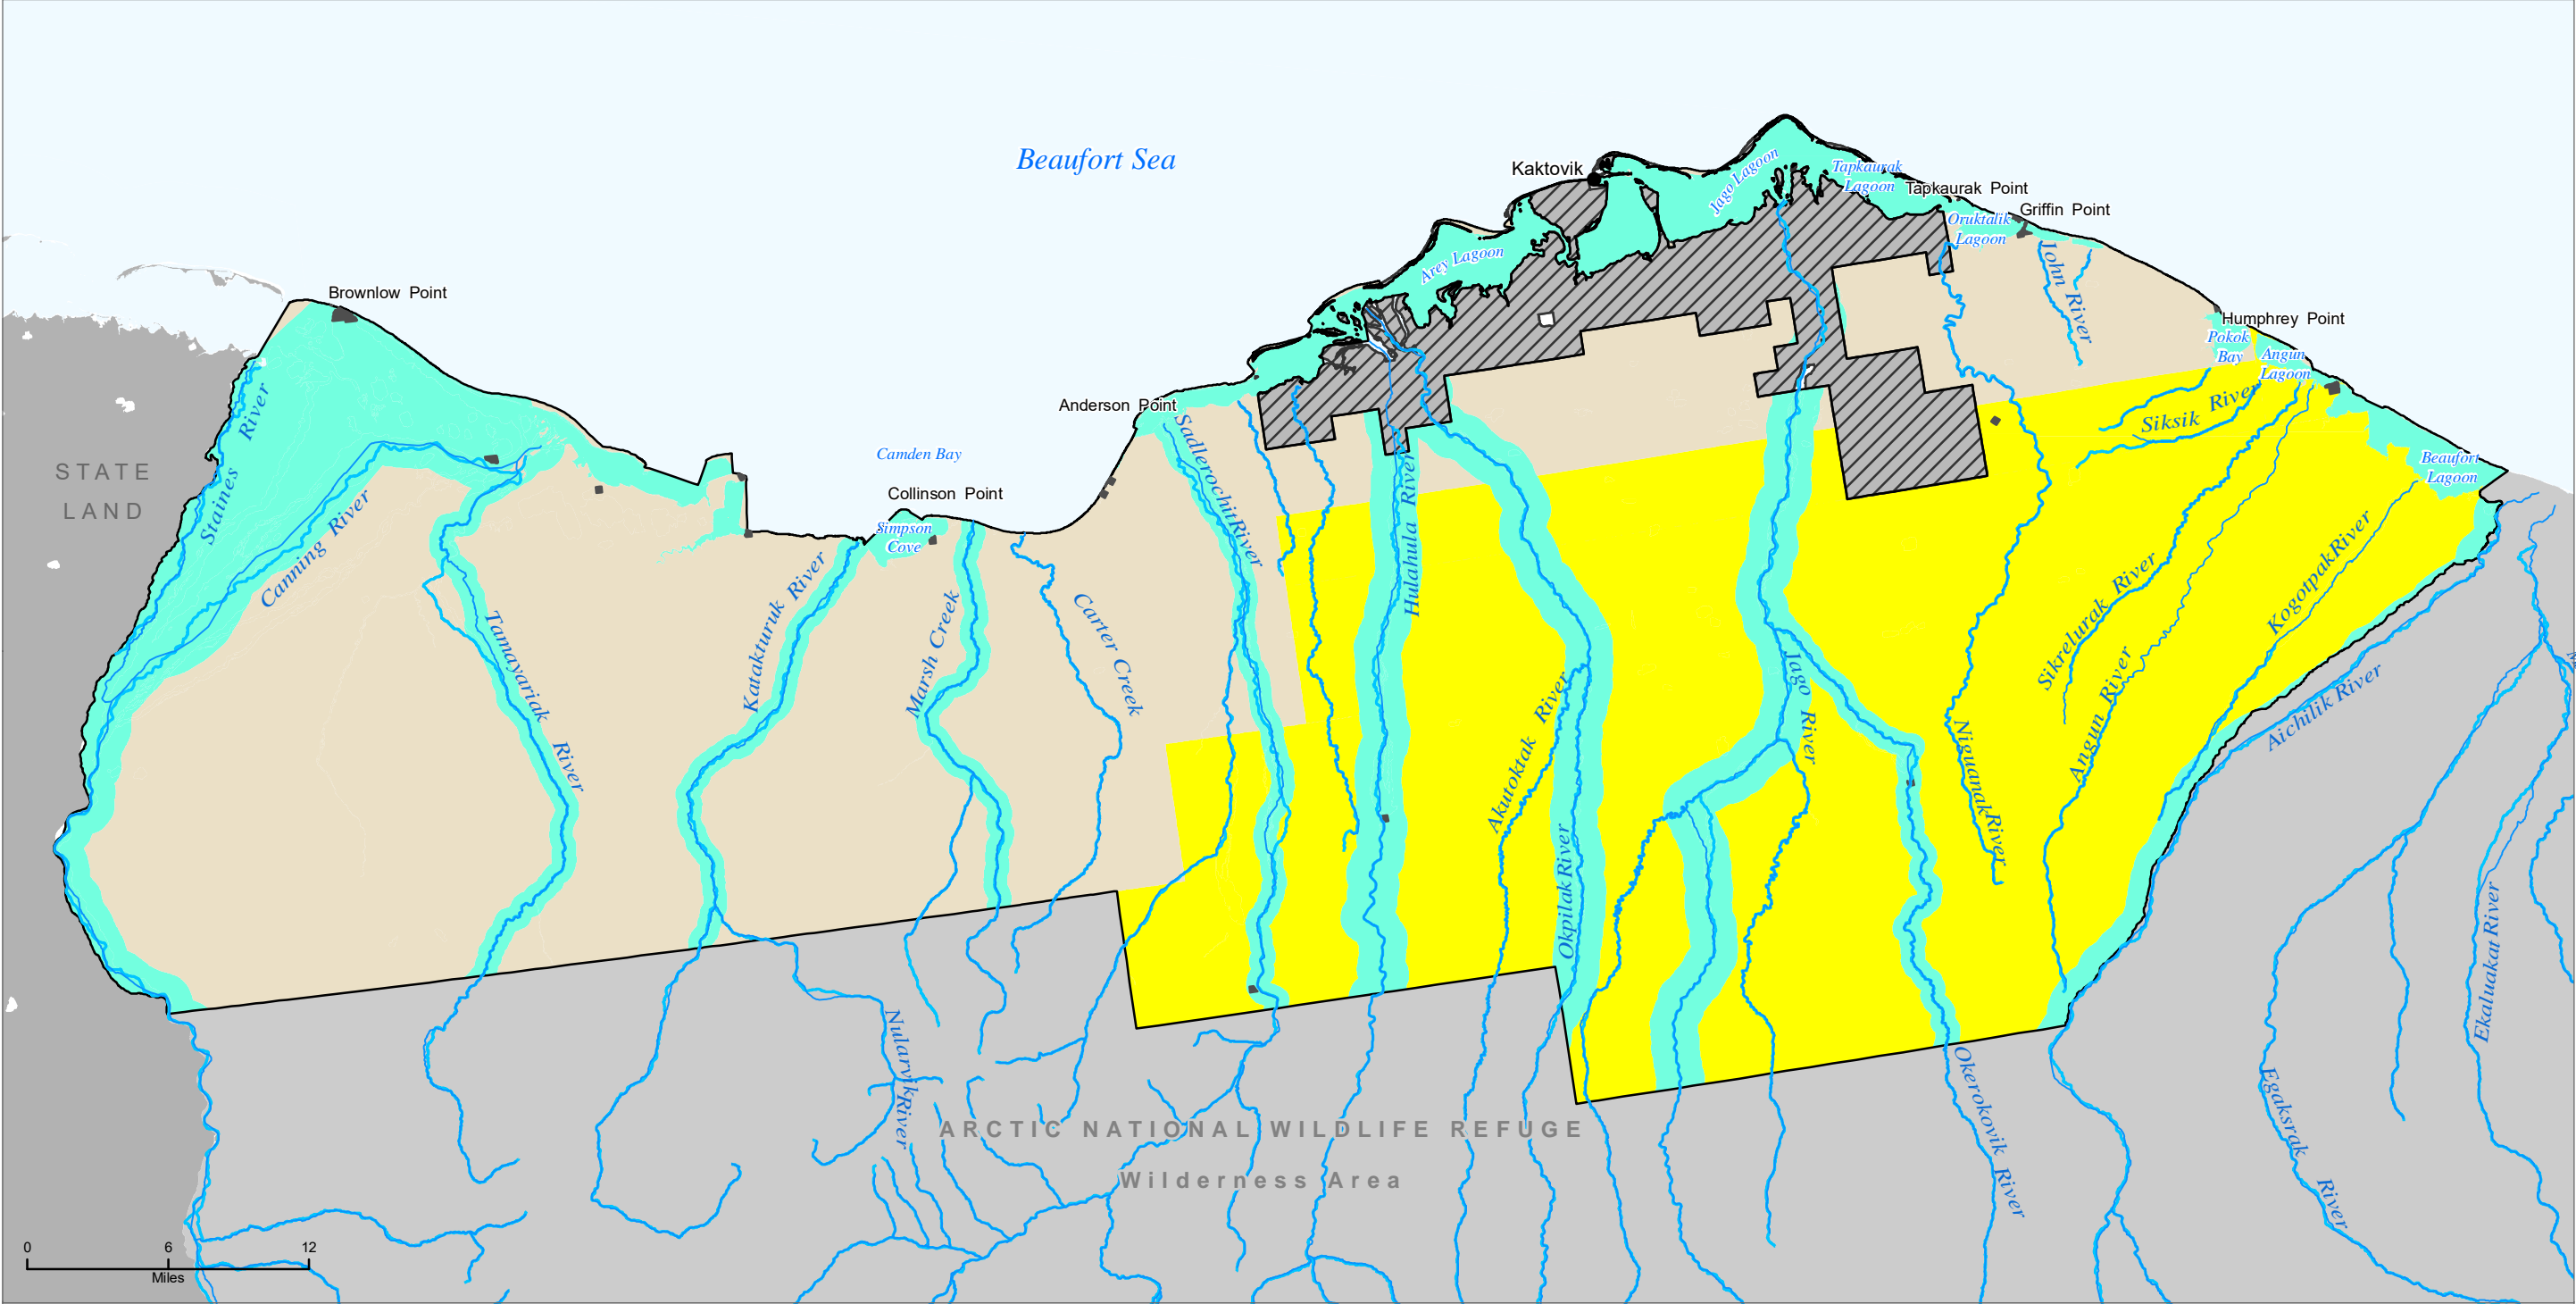 Beaufort Sea
Kaktovik
Jago Lagoon
Tapkaurak
Lagoon
Tapkaurak Point
Griffin Point
Oruktalik
Lagoon
John River
Arey Lagoon
Brownlow Point
Humphrey Point
Pokok
Bay
Angun
Lagoon
Anderson Point
Siksik River
Staines River
Canning River
STATE
LAND
Camden Bay
Collinson Point
Simpson
Cove
Sadlerochit River
Hulahula River
Beaufort
Lagoon
Tamayariak River
Katakturuk River
Marsh Creek
Carter Creek
Akutoktak River
Okpilak River
Jago River
Niguanak River
Sikrelurak River
Angun River
Kogotpak River
Aichilik River
Nularvik River
Okerokovik River
Egaksrak River
Ekaluakat River
ARCTIC NATIONAL WILDLIFE REFUGE
Wilderness Area
0 6 12
Miles